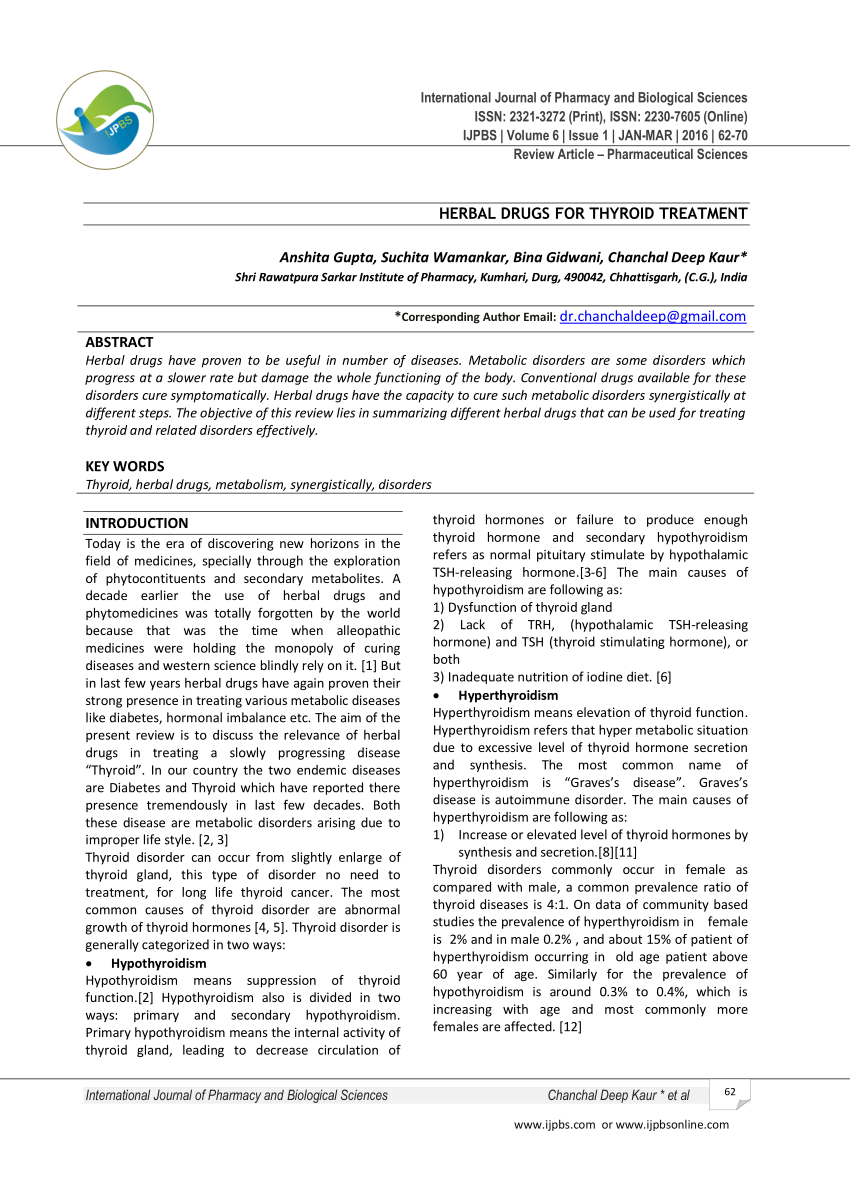 IJPBS
International Journal of Pharmacy and Biological Sciences
ISSN: 2321-3272 (Print), ISSN: 2230-7605 (Online)
IJPBS | Volume 6 | Issue 1 | JAN-MAR | 2016 | 62-70
Review Article – Pharmaceutical Sciences
HERBAL DRUGS FOR THYROID TREATMENT
Anshita Gupta, Suchita Wamankar, Bina Gidwani, Chanchal Deep Kaur*
Shri Rawatpura Sarkar Institute of Pharmacy, Kumhari, Durg, 490042, Chhattisgarh, (C.G.), India
*Corresponding Author Email: dr.chanchaldeep@gmail.com
ABSTRACT
Herbal drugs have proven to be useful in number of diseases. Metabolic disorders are some disorders which
progress at a slower rate but damage the whole functioning of the body. Conventional drugs available for these
disorders cure symptomatically. Herbal drugs have the capacity to cure such metabolic disorders synergistically at
different steps. The objective of this review lies in summarizing different herbal drugs that can be used for treating
thyroid and related disorders effectively.
KEY WORDS
Thyroid, herbal drugs, metabolism, synergistically, disorders
INTRODUCTION
Today is the era of discovering new horizons in the
field of medicines, specially through the exploration
of phytocontituents and secondary metabolites. A
decade earlier the use of herbal drugs and
phytomedicines was totally forgotten by the world
because that was the time when alleopathic
medicines were holding the monopoly of curing
diseases and western science blindly rely on it. [1] But
in last few years herbal drugs have again proven their
strong presence in treating various metabolic diseases
like diabetes, hormonal imbalance etc. The aim of the
present review is to discuss the relevance of herbal
drugs in treating a slowly progressing disease
“Thyroid”. In our country the two endemic diseases
are Diabetes and Thyroid which have reported there
presence tremendously in last few decades. Both
these disease are metabolic disorders arising due to
improper life style. [2, 3]
Thyroid disorder can occur from slightly enlarge of
thyroid gland, this type of disorder no need to
treatment, for long life thyroid cancer. The most
common causes of thyroid disorder are abnormal
growth of thyroid hormones [4, 5]. Thyroid disorder is
generally categorized in two ways:
• Hypothyroidism
Hypothyroidism means suppression of thyroid
function.[2] Hypothyroidism also is divided in two
ways: primary and secondary hypothyroidism.
Primary hypothyroidism means the internal activity of
thyroid gland, leading to decrease circulation of
thyroid hormones or failure to produce enough
thyroid hormone and secondary hypothyroidism
refers as normal pituitary stimulate by hypothalamic
TSH-releasing hormone.[3-6] The main causes of
hypothyroidism are following as:
1) Dysfunction of thyroid gland
2) Lack of TRH, (hypothalamic TSH-releasing
hormone) and TSH (thyroid stimulating hormone), or
both
3) Inadequate nutrition of iodine diet. [6]
• Hyperthyroidism
Hyperthyroidism means elevation of thyroid function.
Hyperthyroidism refers that hyper metabolic situation
due to excessive level of thyroid hormone secretion
and synthesis. The most common name of
hyperthyroidism is “Graves’s disease”. Graves’s
disease is autoimmune disorder. The main causes of
hyperthyroidism are following as:
1) Increase or elevated level of thyroid hormones by
synthesis and secretion.[8][11]
Thyroid disorders commonly occur in female as
compared with male, a common prevalence ratio of
thyroid diseases is 4:1. On data of community based
studies the prevalence of hyperthyroidism in female
is 2% and in male 0.2% , and about 15% of patient of
hyperthyroidism occurring in old age patient above
60 year of age. Similarly for the prevalence of
hypothyroidism is around 0.3% to 0.4%, which is
increasing with age and most commonly more
females are affected. [12]
International Journal of Pharmacy and Biological Sciences Chanchal Deep Kaur * et al 62
www.ijpbs.com or www.ijpbsonline.com